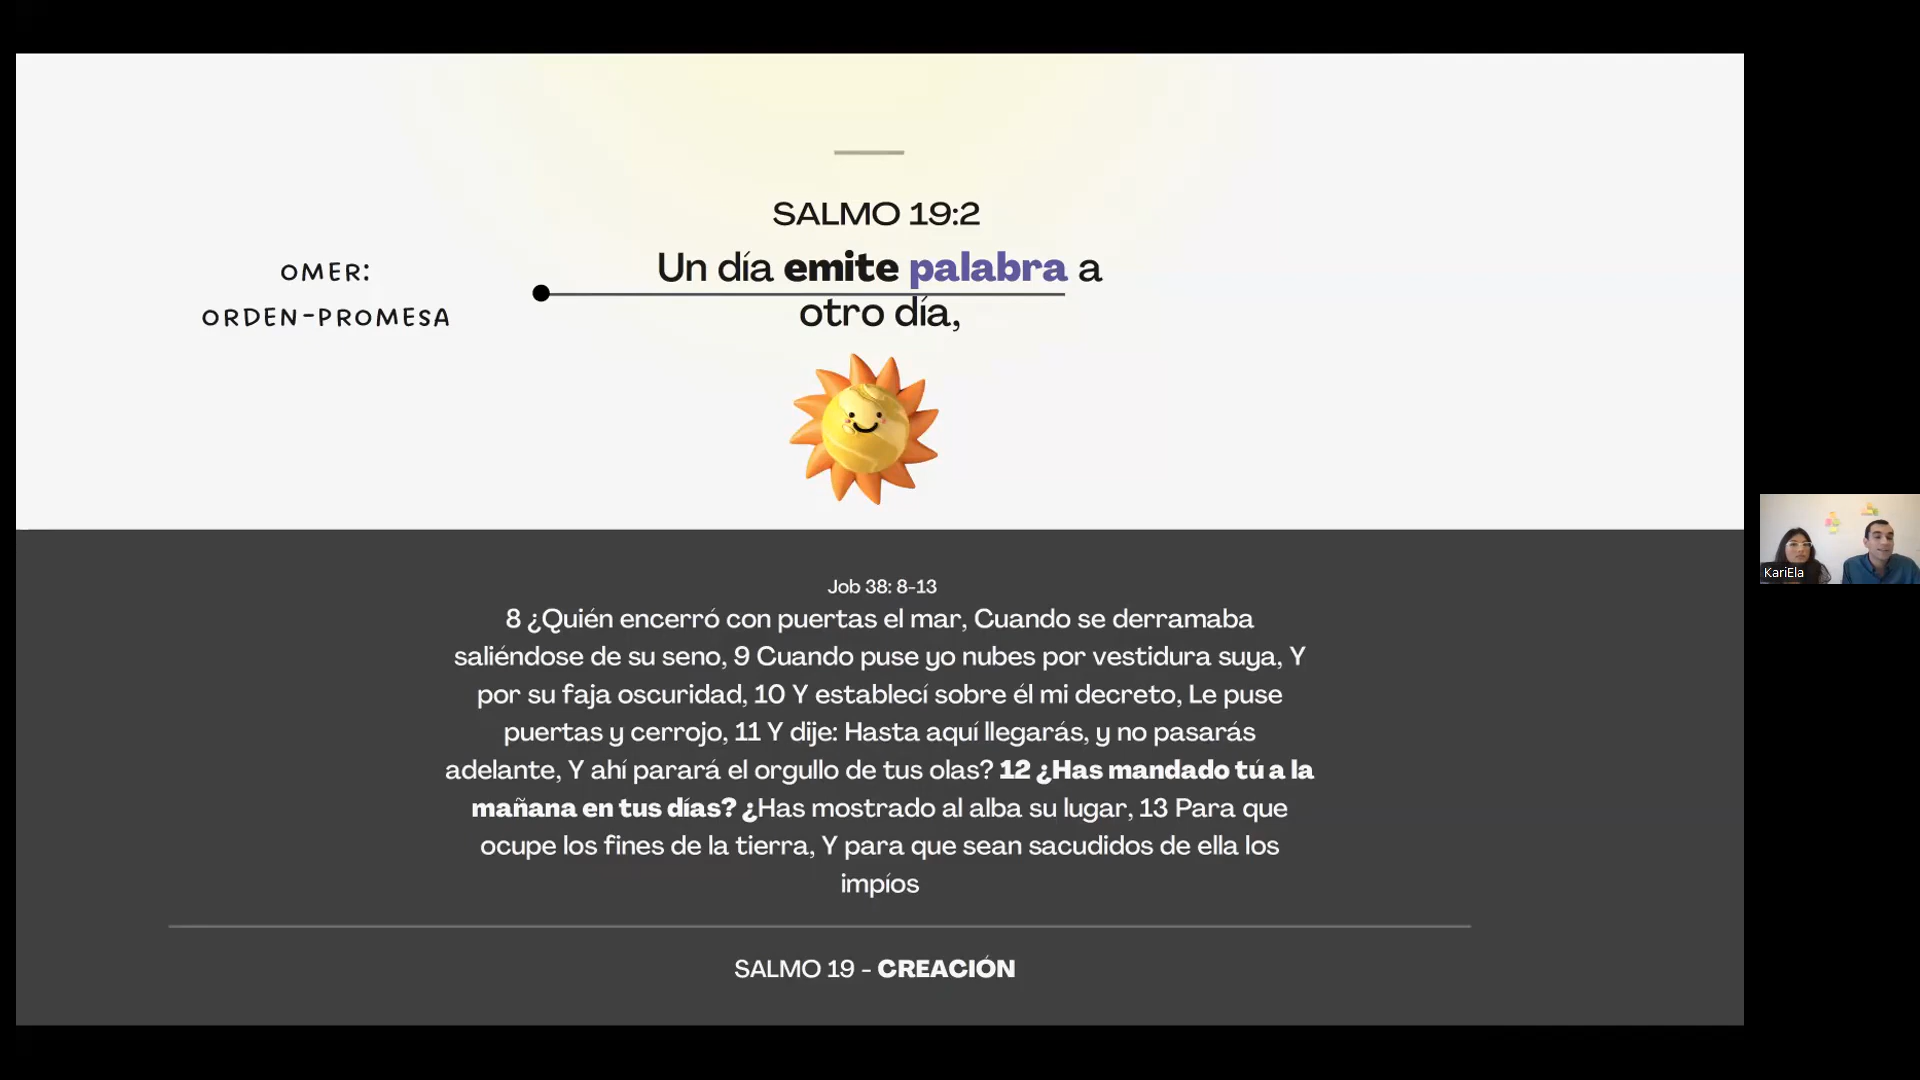 SALMO 19:2
Un día emite palabra a
otro día,
OMER:
ORDEN-PROMESA
Job 38: 8-13
8 ¿Quién encerró con puertas el mar, Cuando se derramaba
saliéndose de su seno, 9 Cuando puse yo nubes por vestidura suya, Y
por su faja oscuridad, 10 Y establecí sobre él mi decreto, Le puse
puertas y cerrojo, 11 Y dije: Hasta aquí llegarás, y no pasarás
adelante, Y ahí parará el orgullo de tus olas? 12 ¿Has mandado tú a la
mañana en tus días? ¿Has mostrado al alba su lugar, 13 Para que
ocupe los fines de la tierra, Y para que sean sacudidos de ella los
impíos
SALMO 19 - CREACIÓN
KariEla